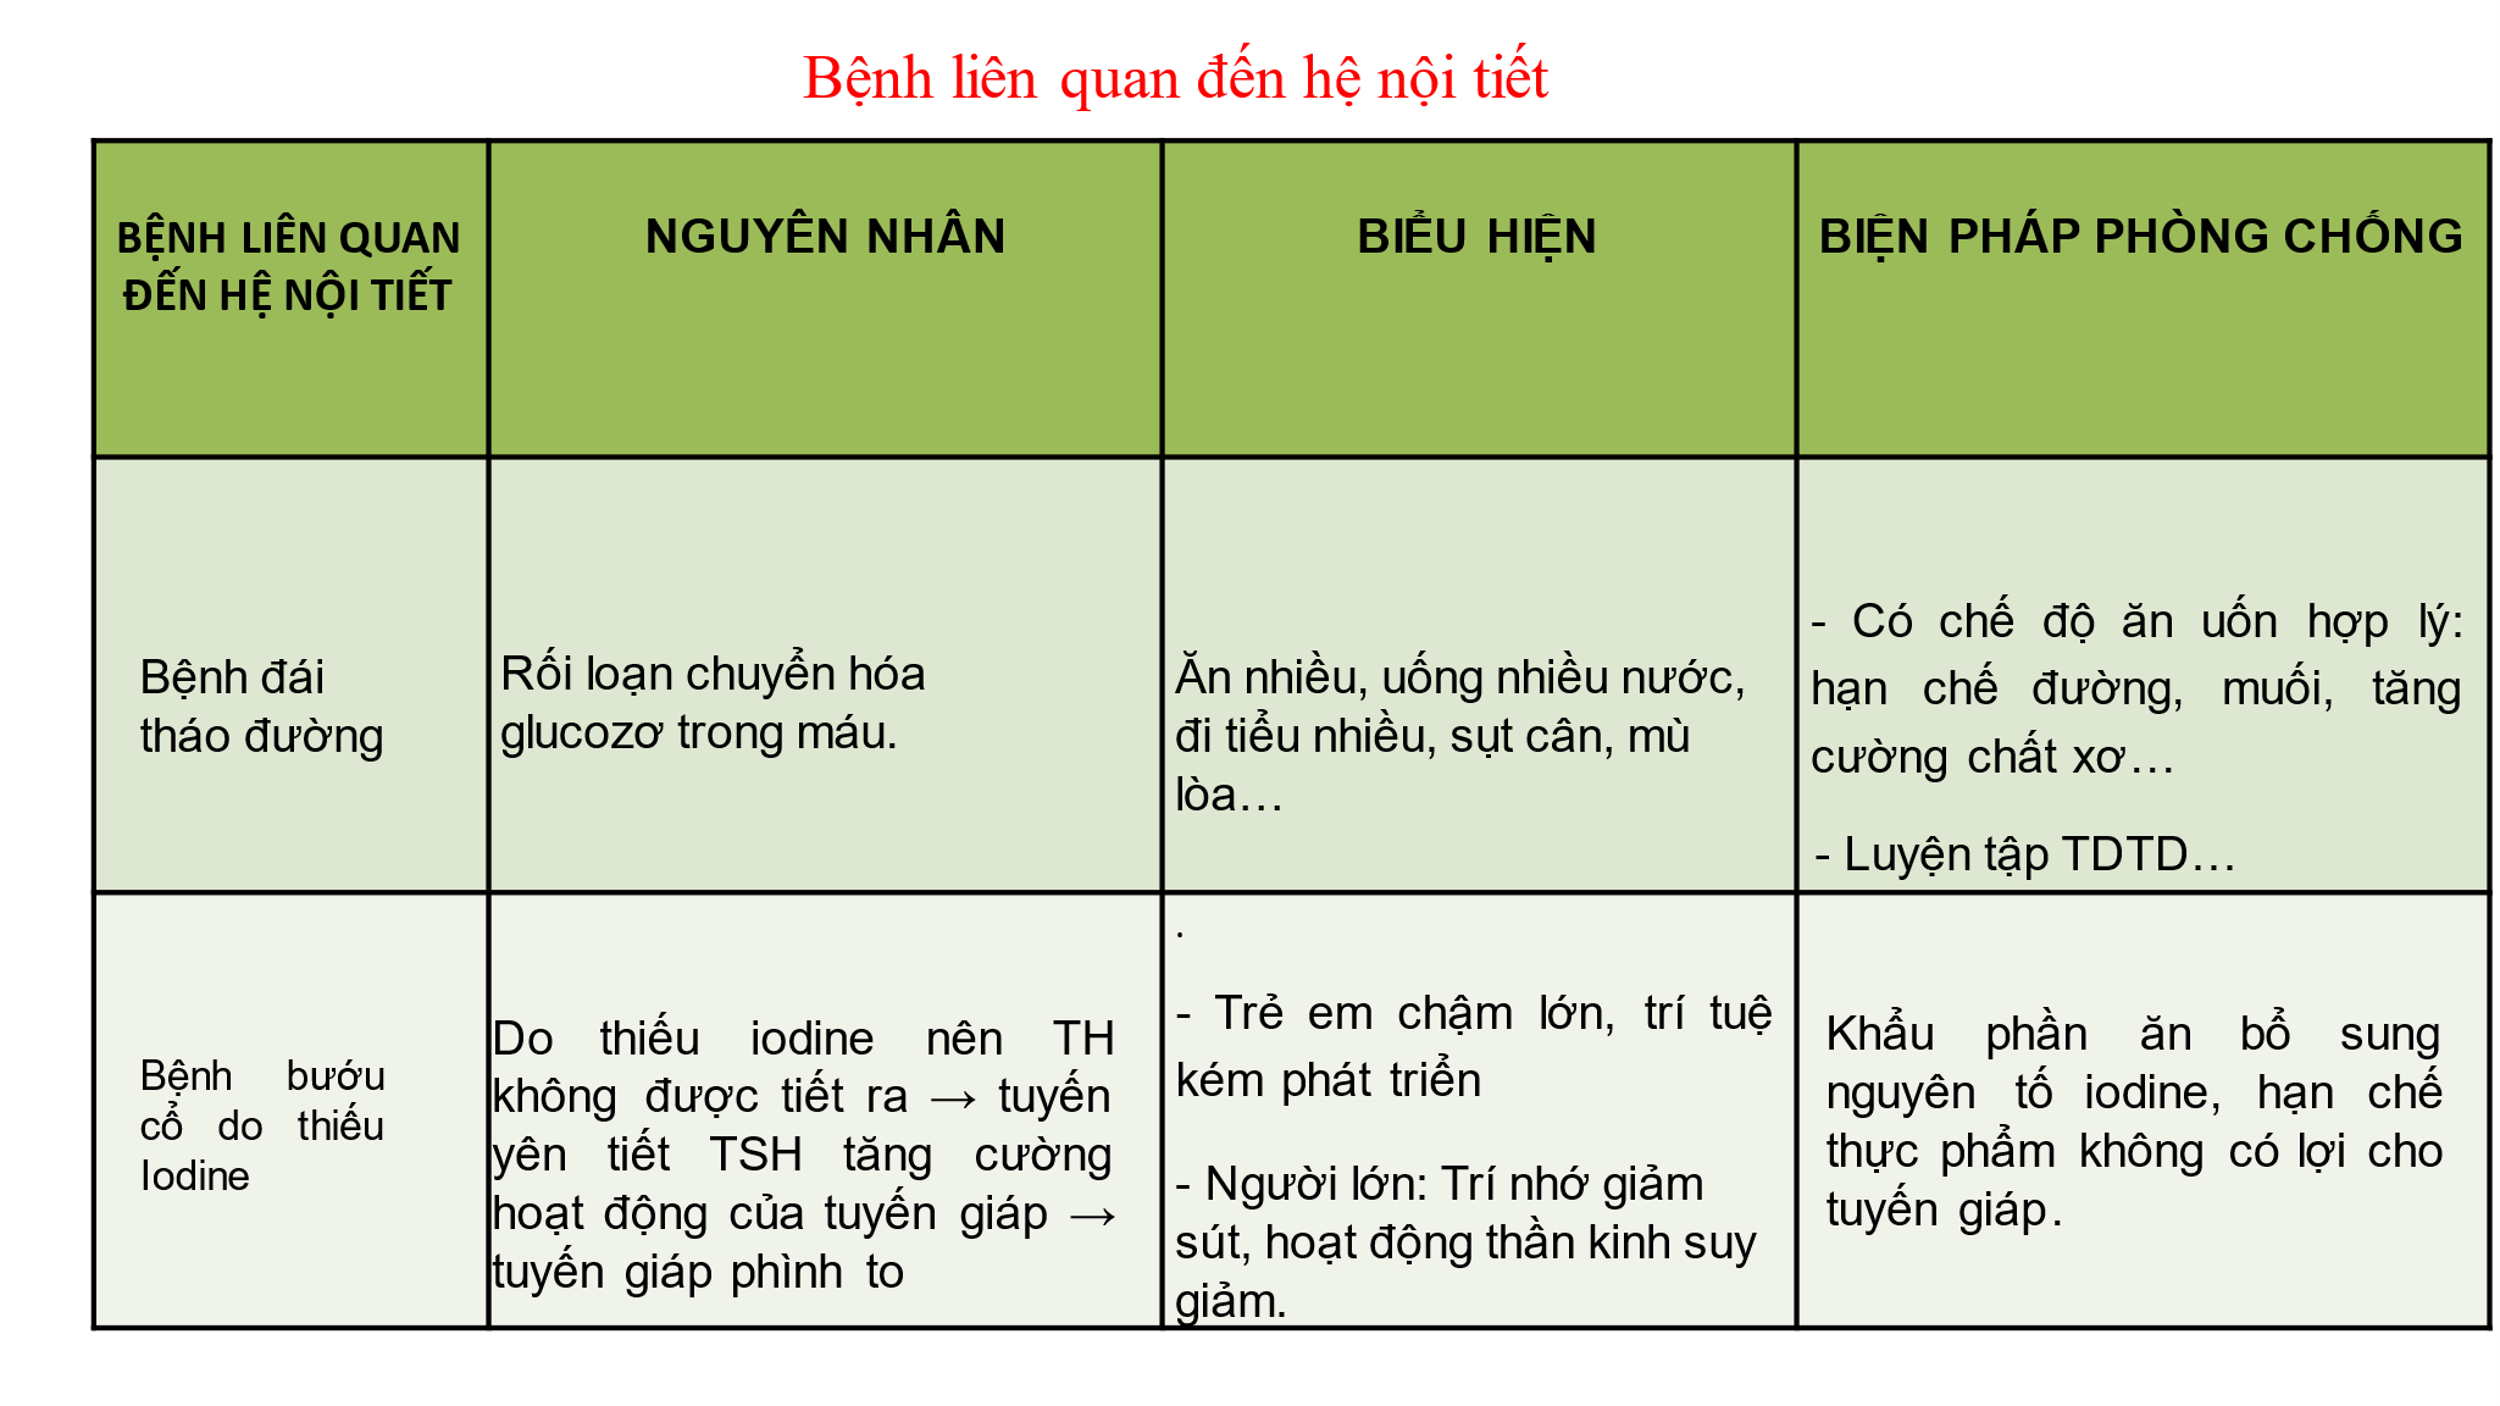 Bệnh liên quan đến hệ nội tiết
BỆNH LIÊN QUAN
ĐẾN HỆ NỘI TIẾT
NGUYÊN NHÂN
BIỂU HIỆN
BIỆN PHÁP PHÒNG CHỐNG
Bệnh đái
tháo đường
Rối loạn chuyển hóa
glucozơ trong máu.
Ăn nhiều, uống nhiều nước,
đi tiểu nhiều, sụt cân, mù
lòa…
- Có chế độ ăn uốn hợp lý:
hạn chế đường, muối, tăng
cường chất xơ…
- Luyện tập TDTD…
Bệnh bướu
cổ do thiếu
Iodine
Do thiếu iodine nên TH
không được tiết ra → tuyến
yên tiết TSH tăng cường
hoạt động của tuyến giáp →
tuyến giáp phình to
.
- Trẻ em chậm lớn, trí tuệ
kém phát triển
- Người lớn: Trí nhớ giảm
sút, hoạt động thần kinh suy
giảm.
Khẩu phần ăn bổ sung
nguyên tố iodine, hạn chế
thực phẩm không có lợi cho
tuyến giáp.